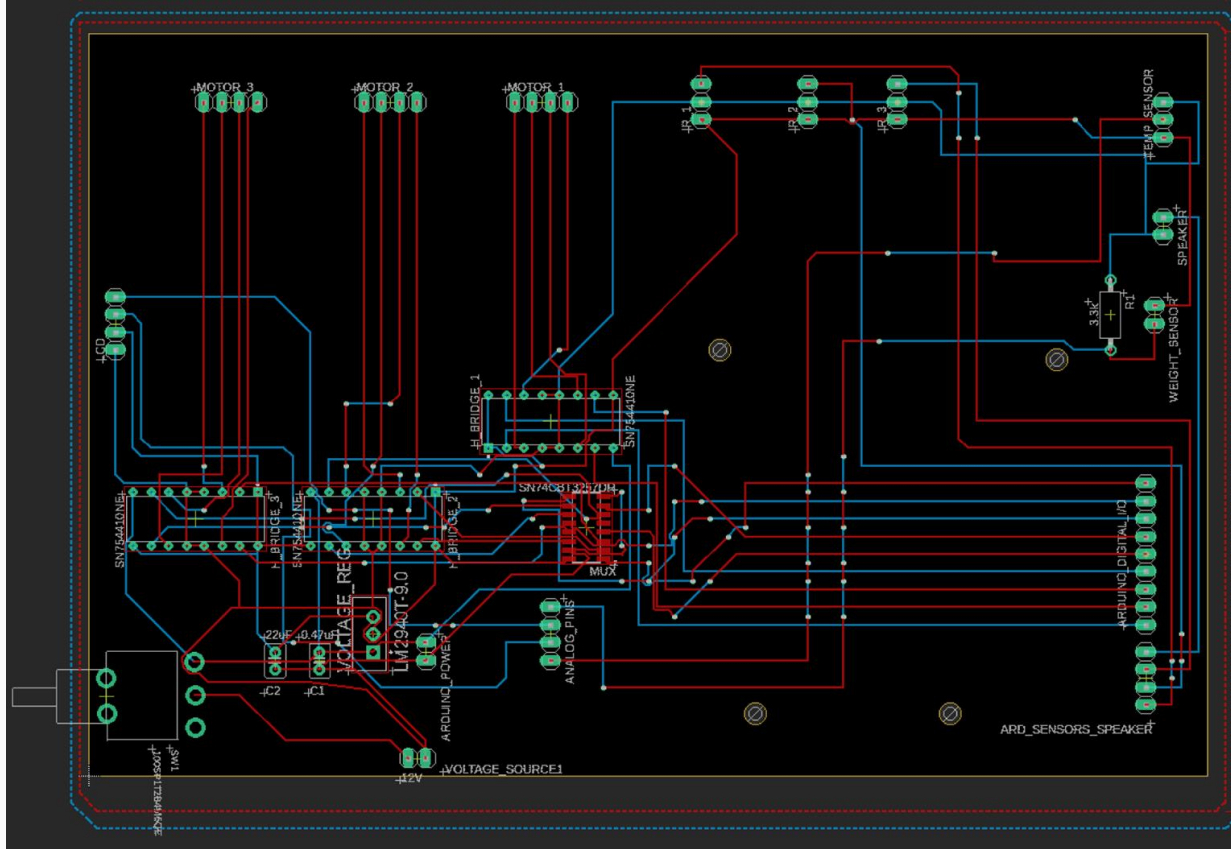 MOTOR_3
MOTOR_2
MOTOR_1
IR_1
IR_2
IR_3
TEMP_SENSOR
SPEAKER
R1
3.3k
WEIGHT_SENSOR
LCD
H_BRIDGE_1
SN754410NE
SN754410NE
H_BRIDGE_3
SN754410NE
H_BRIDGE_2
SN74CBT3257DR
MUX
VOLTAGE_REG
LM2940T-9.0
22uF
0.47uF
C2
C1
ARDUINO_POWER
ANALOG_PINS
ARDUINO_DIGITAL_I/O
ARD_SENSORS_SPEAKER
SW1
12V
VOLTAGE_SOURCE1